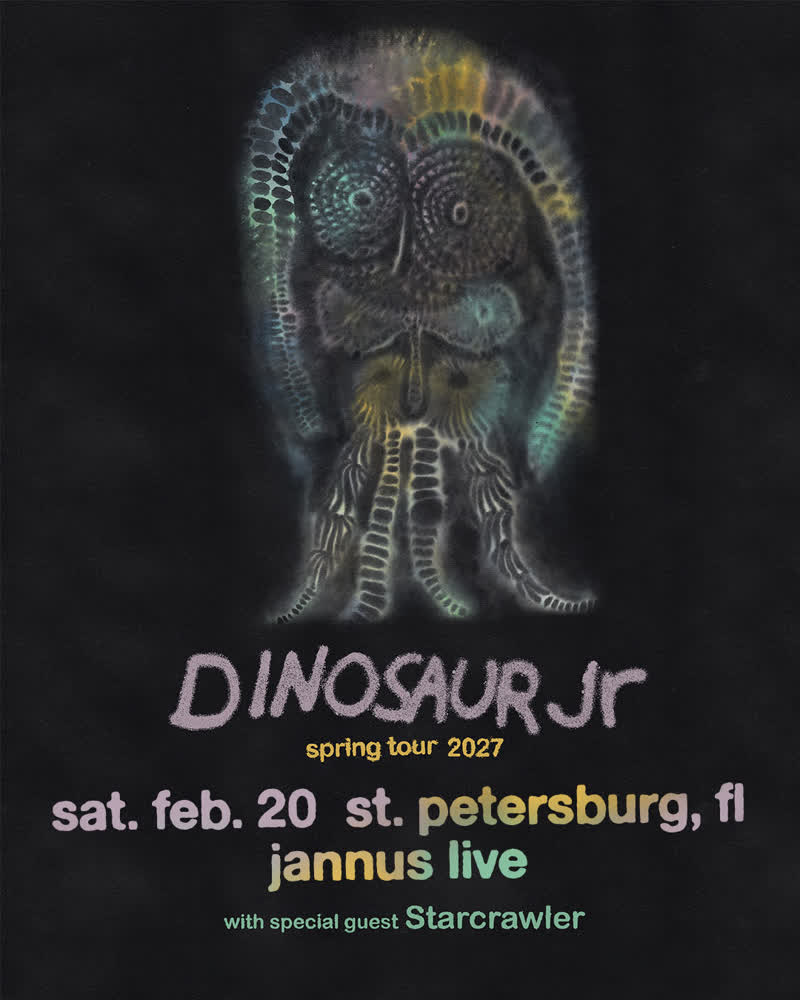 DINOSAUR Jr
spring tour 2027
sat. feb. 20 st. petersburg, fl
jannus live
with special guest Starcrawler